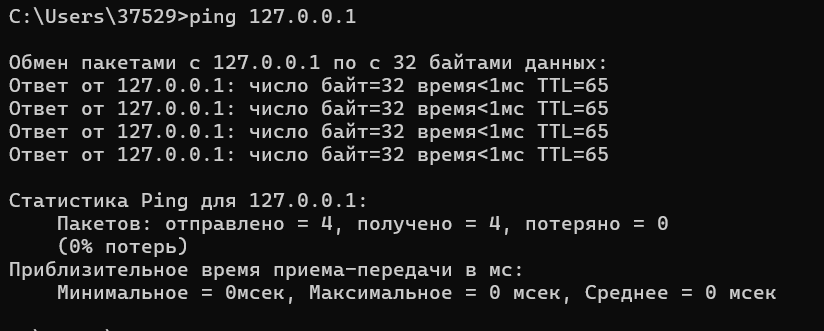 C:\Users\37529>ping 127.0.0.1
Обмен пакетами с 127.0.0.1 по с 32 байтами данных:
Ответ от 127.0.0.1: число байт=32 время<1мс TTL=65
Ответ от 127.0.0.1: число байт=32 время<1мс TTL=65
Ответ от 127.0.0.1: число байт=32 время<1мс TTL=65
Ответ от 127.0.0.1: число байт=32 время<1мс TTL=65
Статистика Ping для 127.0.0.1:
Пакетов: отправлено = 4, получено = 4, потеряно = 0
(0% потерь)
Приблизительное время приема-передачи в мс:
Минимальное = 0мсек, Максимальное = 0 мсек, Среднее = 0 мсек